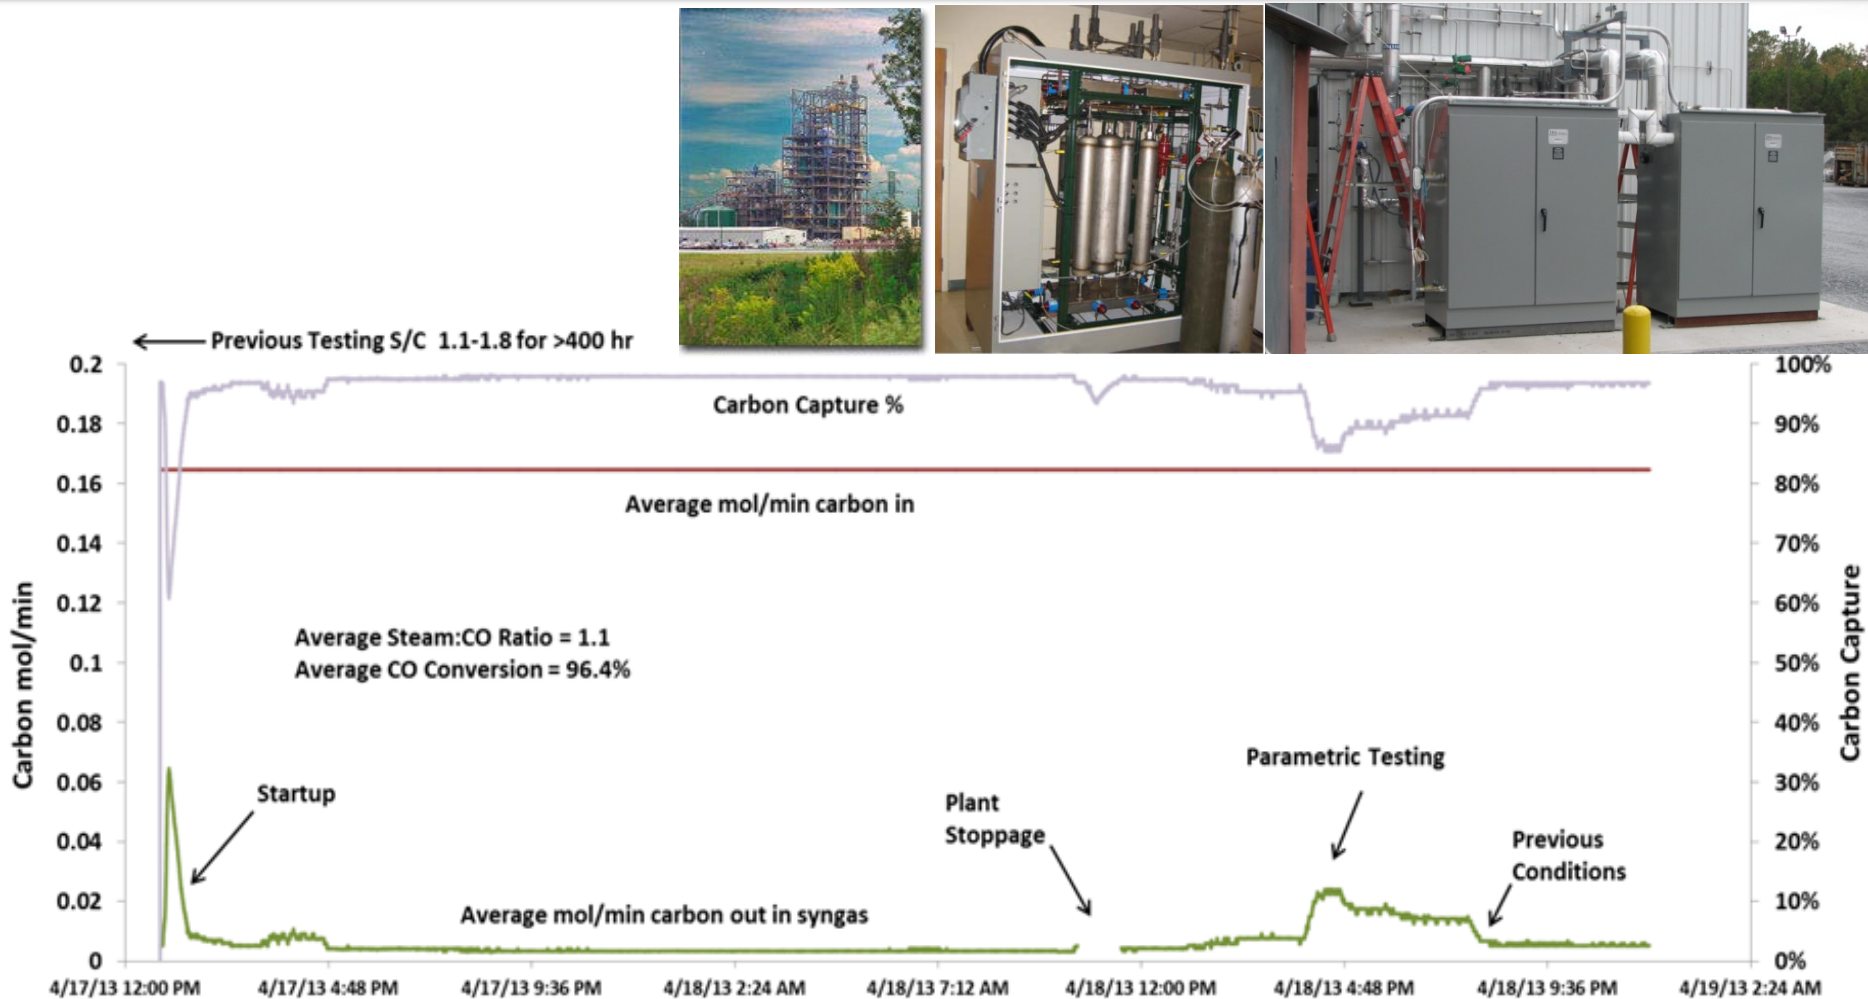 Previous Testing S/C 1.1-1.8 for >400 hr
0.2
0.18
0.16
0.14
0.12
0.1
0.08
0.06
0.04
0.02
0
Carbon mol/min
100%
90%
80%
70%
60%
50%
40%
30%
20%
10%
0%
Carbon Capture
Carbon Capture %
Average mol/min carbon in
Average Steam:CO Ratio = 1.1
Average CO Conversion = 96.4%
Startup
Average mol/min carbon out in syngas
Plant
Stoppage
Parametric Testing
Previous
Conditions
4/17/13 12:00 PM
4/17/13 4:48 PM
4/17/13 9:36 PM
4/18/13 2:24 AM
4/18/13 7:12 AM
4/18/13 12:00 PM
4/18/13 4:48 PM
4/18/13 9:36 PM
4/19/13 2:24 AM